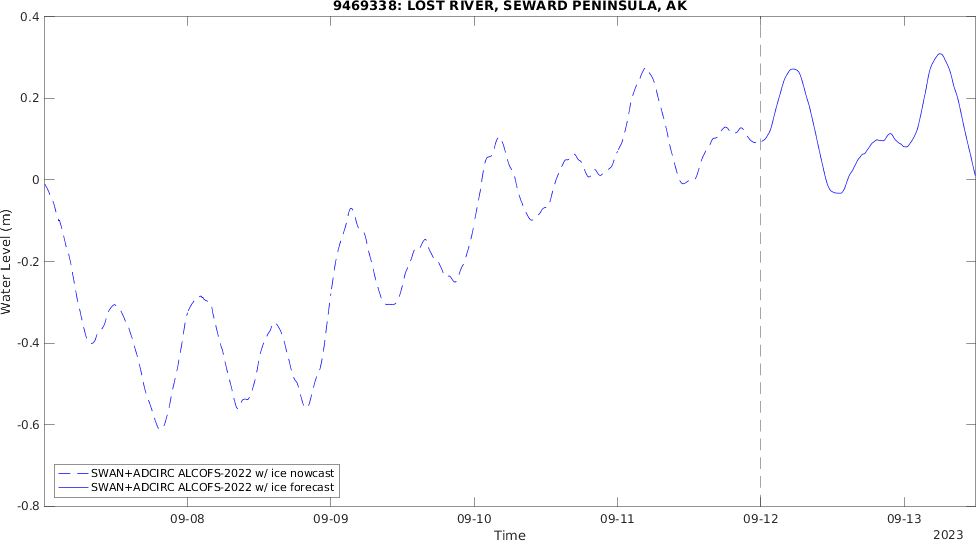 9469338: LOST RIVER, SEWARD PENINSULA, AK
0.4
0.2
0
-0.2
-0.4
-0.6
-0.8
Water Level (m)
SWAN+ADCIRC ALCOFS-2022 w/ ice nowcast
SWAN+ADCIRC ALCOFS-2022 w/ ice forecast
09-08 09-09 09-10 09-11 09-12 09-13
Time
2023